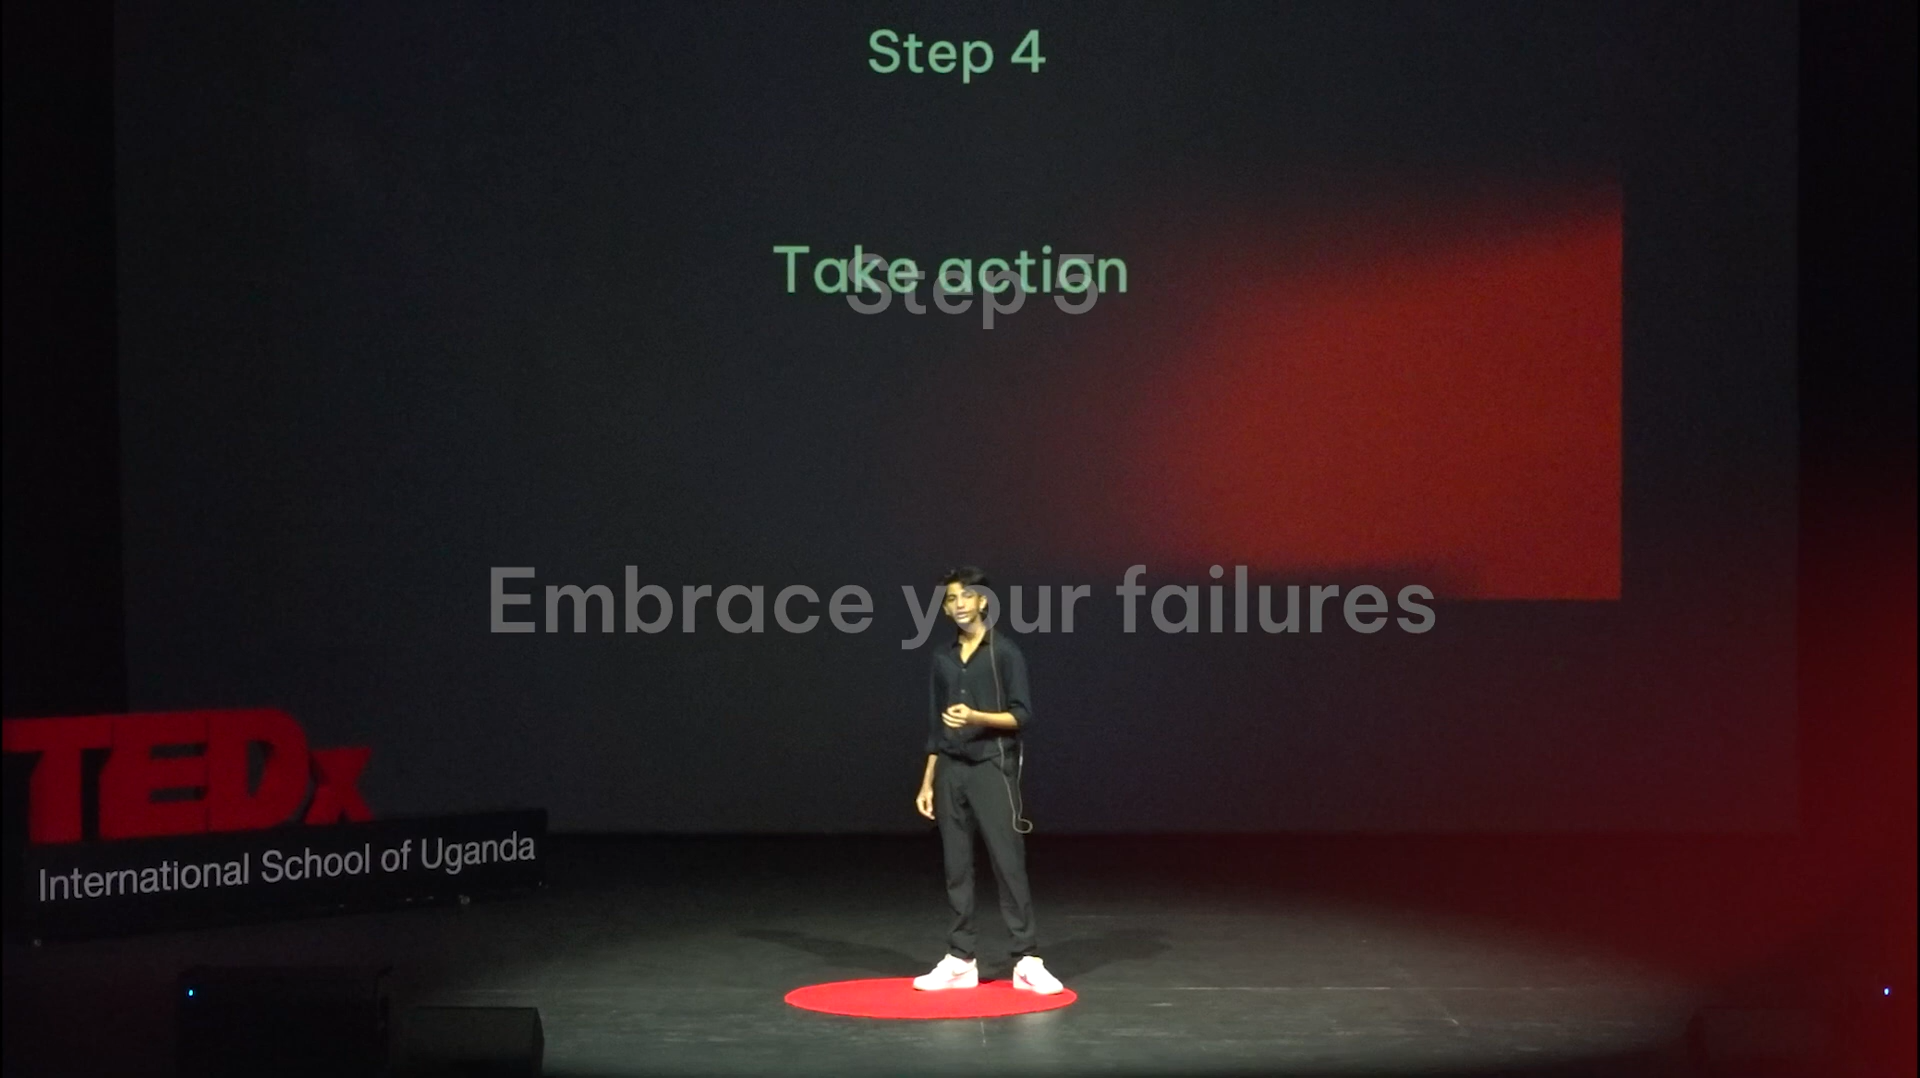 Step 4
Take action
Step 5
Embrace your failures
TEDx
International School of Uganda